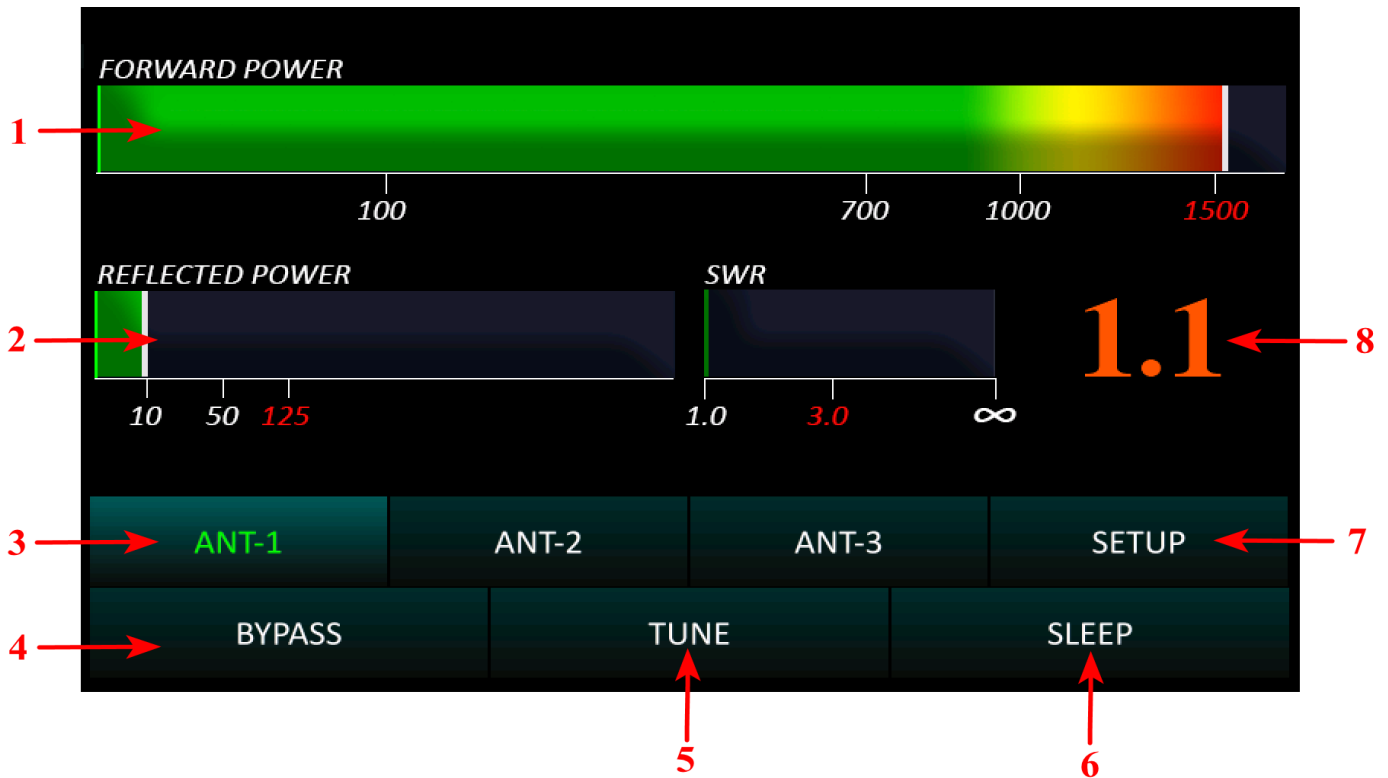 FORWARD POWER
1
100 700 1000 1500
REFLECTED POWER SWR
1.1
2
8
10 50 125 1.0 3.0 ∞
3 ANT-1 ANT-2 ANT-3 SETUP 7
4 BYPASS TUNE SLEEP
5
6